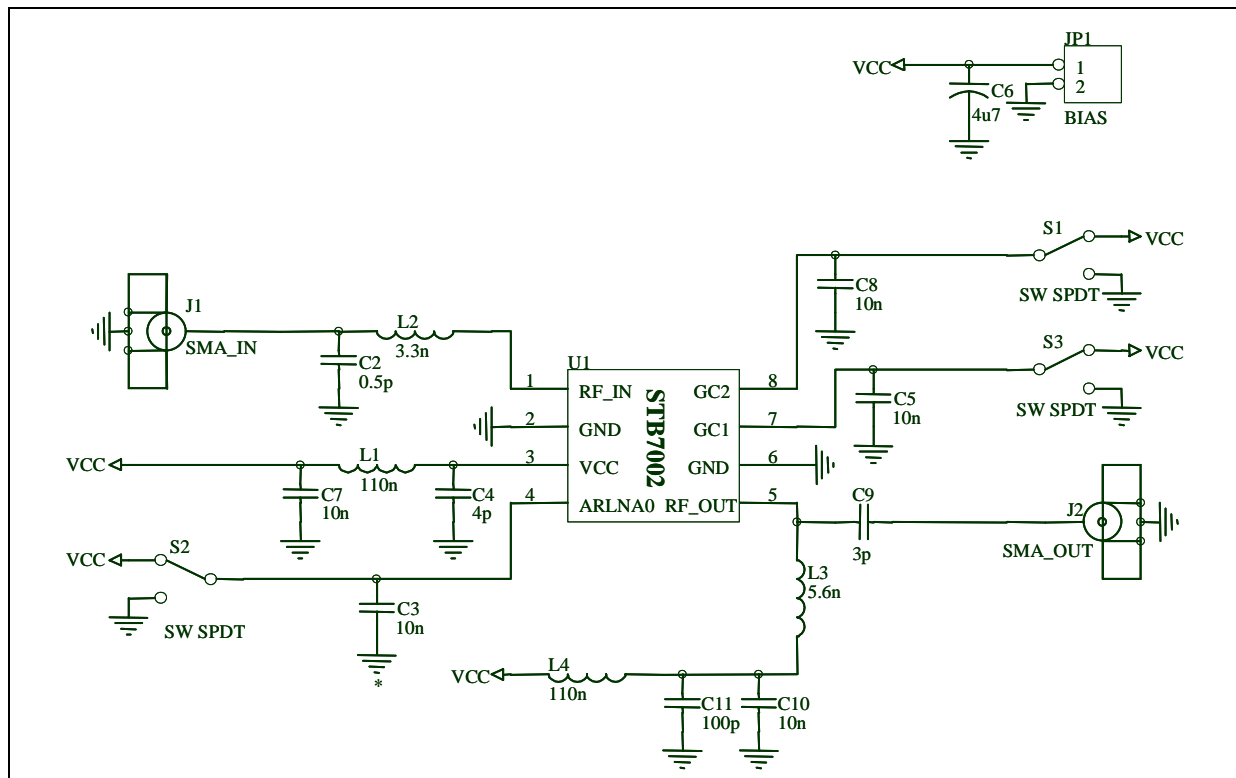 JP1
VCC
1
C6
2
4u7
BIAS
S1
VCC
C8
SW SPDT
10n
J1
L2
S3
SMA_IN
3.3n
VCC
C2
U1
0.5p
1
RF_IN
GC2
8
C5
SW SPDT
10n
STB7002
2
GND
GC1
7
L1
VCC
3
VCC
GND
6
110n
C7
C4
10n
4p
4
ARLNA0
RF_OUT
5
C9
J2
S2
3p
SMA_OUT
VCC
L3
5.6n
C3
10n
SW SPDT
L4
VCC
*
110n
C11
C10
100p
10n